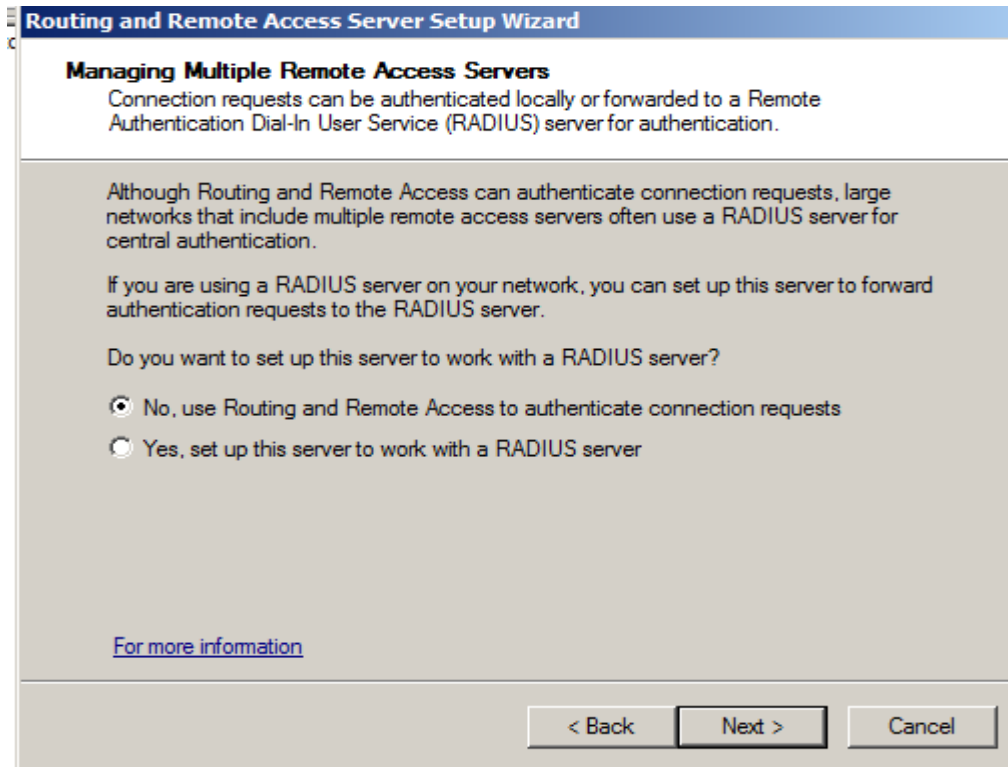 Routing and Remote Access Server Setup Wizard
Managing Multiple Remote Access Servers
Connection requests can be authenticated locally or forwarded to a Remote
Authentication Dial-In User Service (RADIUS) server for authentication.
Although Routing and Remote Access can authenticate connection requests, large
networks that include multiple remote access servers often use a RADIUS server for
central authentication.
If you are using a RADIUS server on your network, you can set up this server to forward
authentication requests to the RADIUS server.
Do you want to set up this server to work with a RADIUS server?
No, use Routing and Remote Access to authenticate connection requests
Yes, set up this server to work with a RADIUS server
For more information
< Back
Next >
Cancel